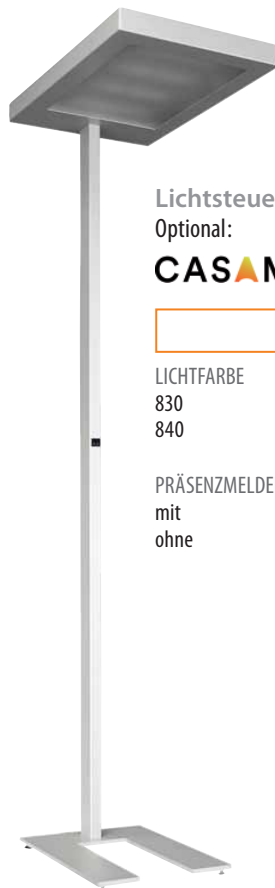 Lichtsteue
Optional:
CASAM
LICHTFARBE
830
840
PRÄSENZMELDE
mit
ohne